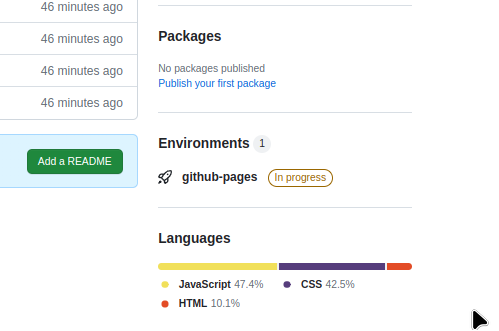 46 minutes ago
46 minutes ago
46 minutes ago
46 minutes ago
Add a README
Packages
No packages published
Publish your first package
Environments 1
github-pages In progress
Languages
JavaScript 47.4% CSS 42.5%
HTML 10.1%